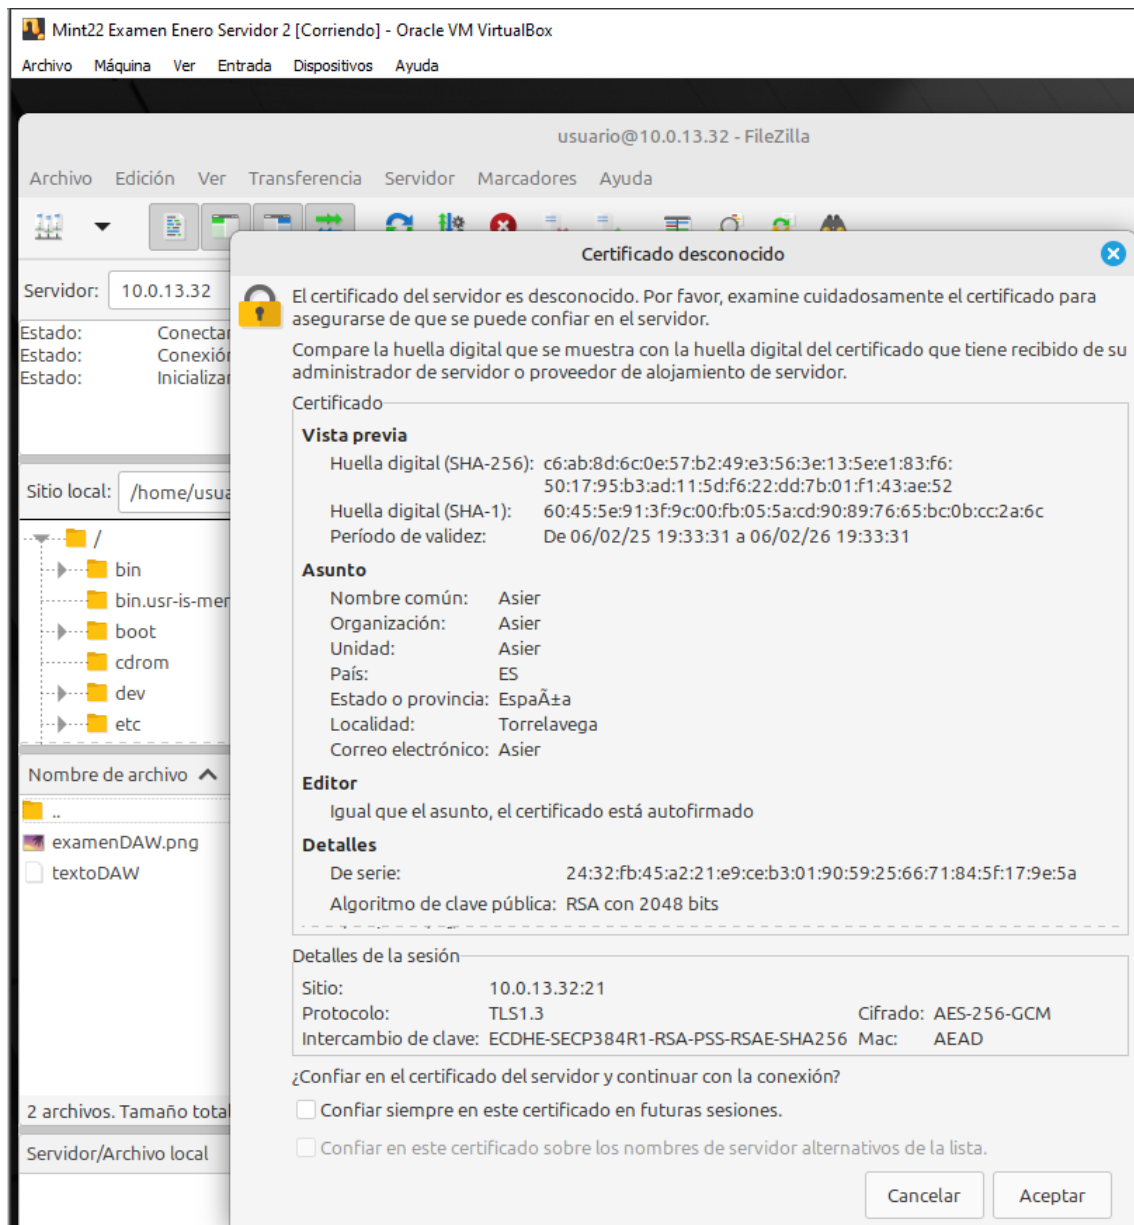 Mint22 Examen Enero Servidor 2 [Corriendo] - Oracle VM VirtualBox
Archivo Máquina Ver Entrada Dispositivos Ayuda
usuario@10.0.13.32 - FileZilla
Archivo Edición Ver Transferencia Servidor Marcadores Ayuda
Certificado desconocido
Servidor: 10.0.13.32
El certificado del servidor es desconocido. Por favor, examine cuidadosamente el certificado para
asegurarse de que se puede confiar en el servidor.
Estado: Conectar
Estado: Conexión
Estado: Inicializar
Compare la huella digital que se muestra con la huella digital del certificado que tiene recibido de su
administrador de servidor o proveedor de alojamiento de servidor.
Certificado
Vista previa
Huella digital (SHA-256): c6:ab:8d:6c:0e:57:b2:49:e3:56:3e:13:5e:e1:83:f6:
50:17:95:b3:ad:11:5d:f6:22:dd:7b:01:f1:43:ae:52
Huella digital (SHA-1): 60:45:5e:91:3f:9c:00:fb:05:5a:cd:90:89:76:65:bc:0b:cc:2a:6c
Período de validez: De 06/02/25 19:33:31 a 06/02/26 19:33:31
Sitio local: /home/usua
/
bin
bin.usr-is-mer
boot
cdrom
dev
etc
Asunto
Nombre común: Asier
Organización: Asier
Unidad: Asier
País: ES
Estado o provincia: EspaÃ±a
Localidad: Torrelavega
Correo electrónico: Asier
Editor
Igual que el asunto, el certificado está autofirmado
Nombre de archivo
..
examenDAW.png
textoDAW
Detalles
De serie: 24:32:fb:45:a2:21:e9:ce:b3:01:90:59:25:66:71:84:5f:17:9e:5a
Algoritmo de clave pública: RSA con 2048 bits
Detalles de la sesión
Sitio: 10.0.13.32:21
Protocolo: TLS1.3 Cifrado: AES-256-GCM
Intercambio de clave: ECDHE-SECP384R1-RSA-PSS-RSAE-SHA256 Mac: AEAD
¿Confiar en el certificado del servidor y continuar con la conexión?
Confiar siempre en este certificado en futuras sesiones.
Confiar en este certificado sobre los nombres de servidor alternativos de la lista.
2 archivos. Tamaño total
Servidor/Archivo local
Cancelar Aceptar